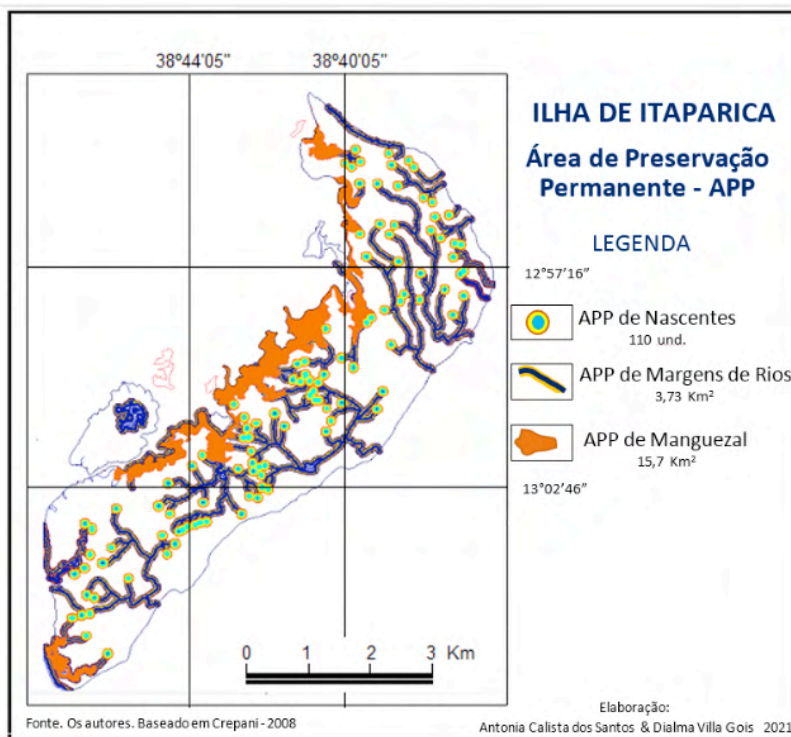 38°44'05" 38°40'05"
ILHA DE ITAPARICA
Área de Preservação
Permanente - APP
LEGENDA
12°57'16"
APP de Nascentes
110 und.
APP de Margens de Rios
3,73 Km²
APP de Manguezal
15,7 Km²
13°02'46"
0 1 2 3 Km
Fonte. Os autores. Baseado em Crepani - 2008
Elaboração:
Antonia Calista dos Santos & Dialma Villa Gois 2021